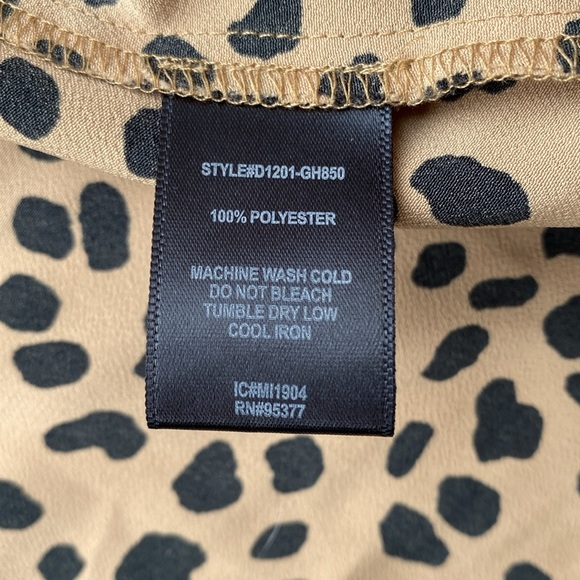 STYLE#D1201-GH850
100% POLYESTER
MACHINE WASH COLD
DO NOT BLEACH
TUMBLE DRY LOW
COOL IRON
IC#MI1904
RN#95377